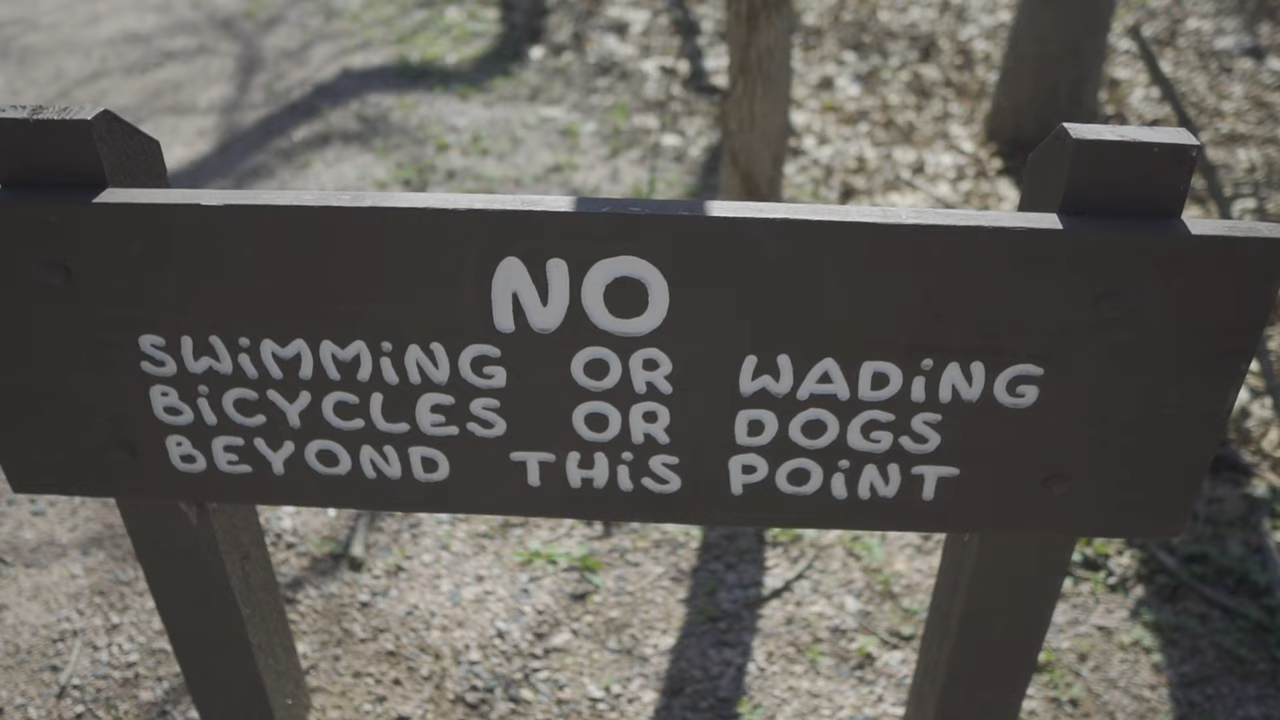 NO
SWiMMiNG OR WADiNG
BiCYCLES OR DOGS
BEYOND THiS POiNT